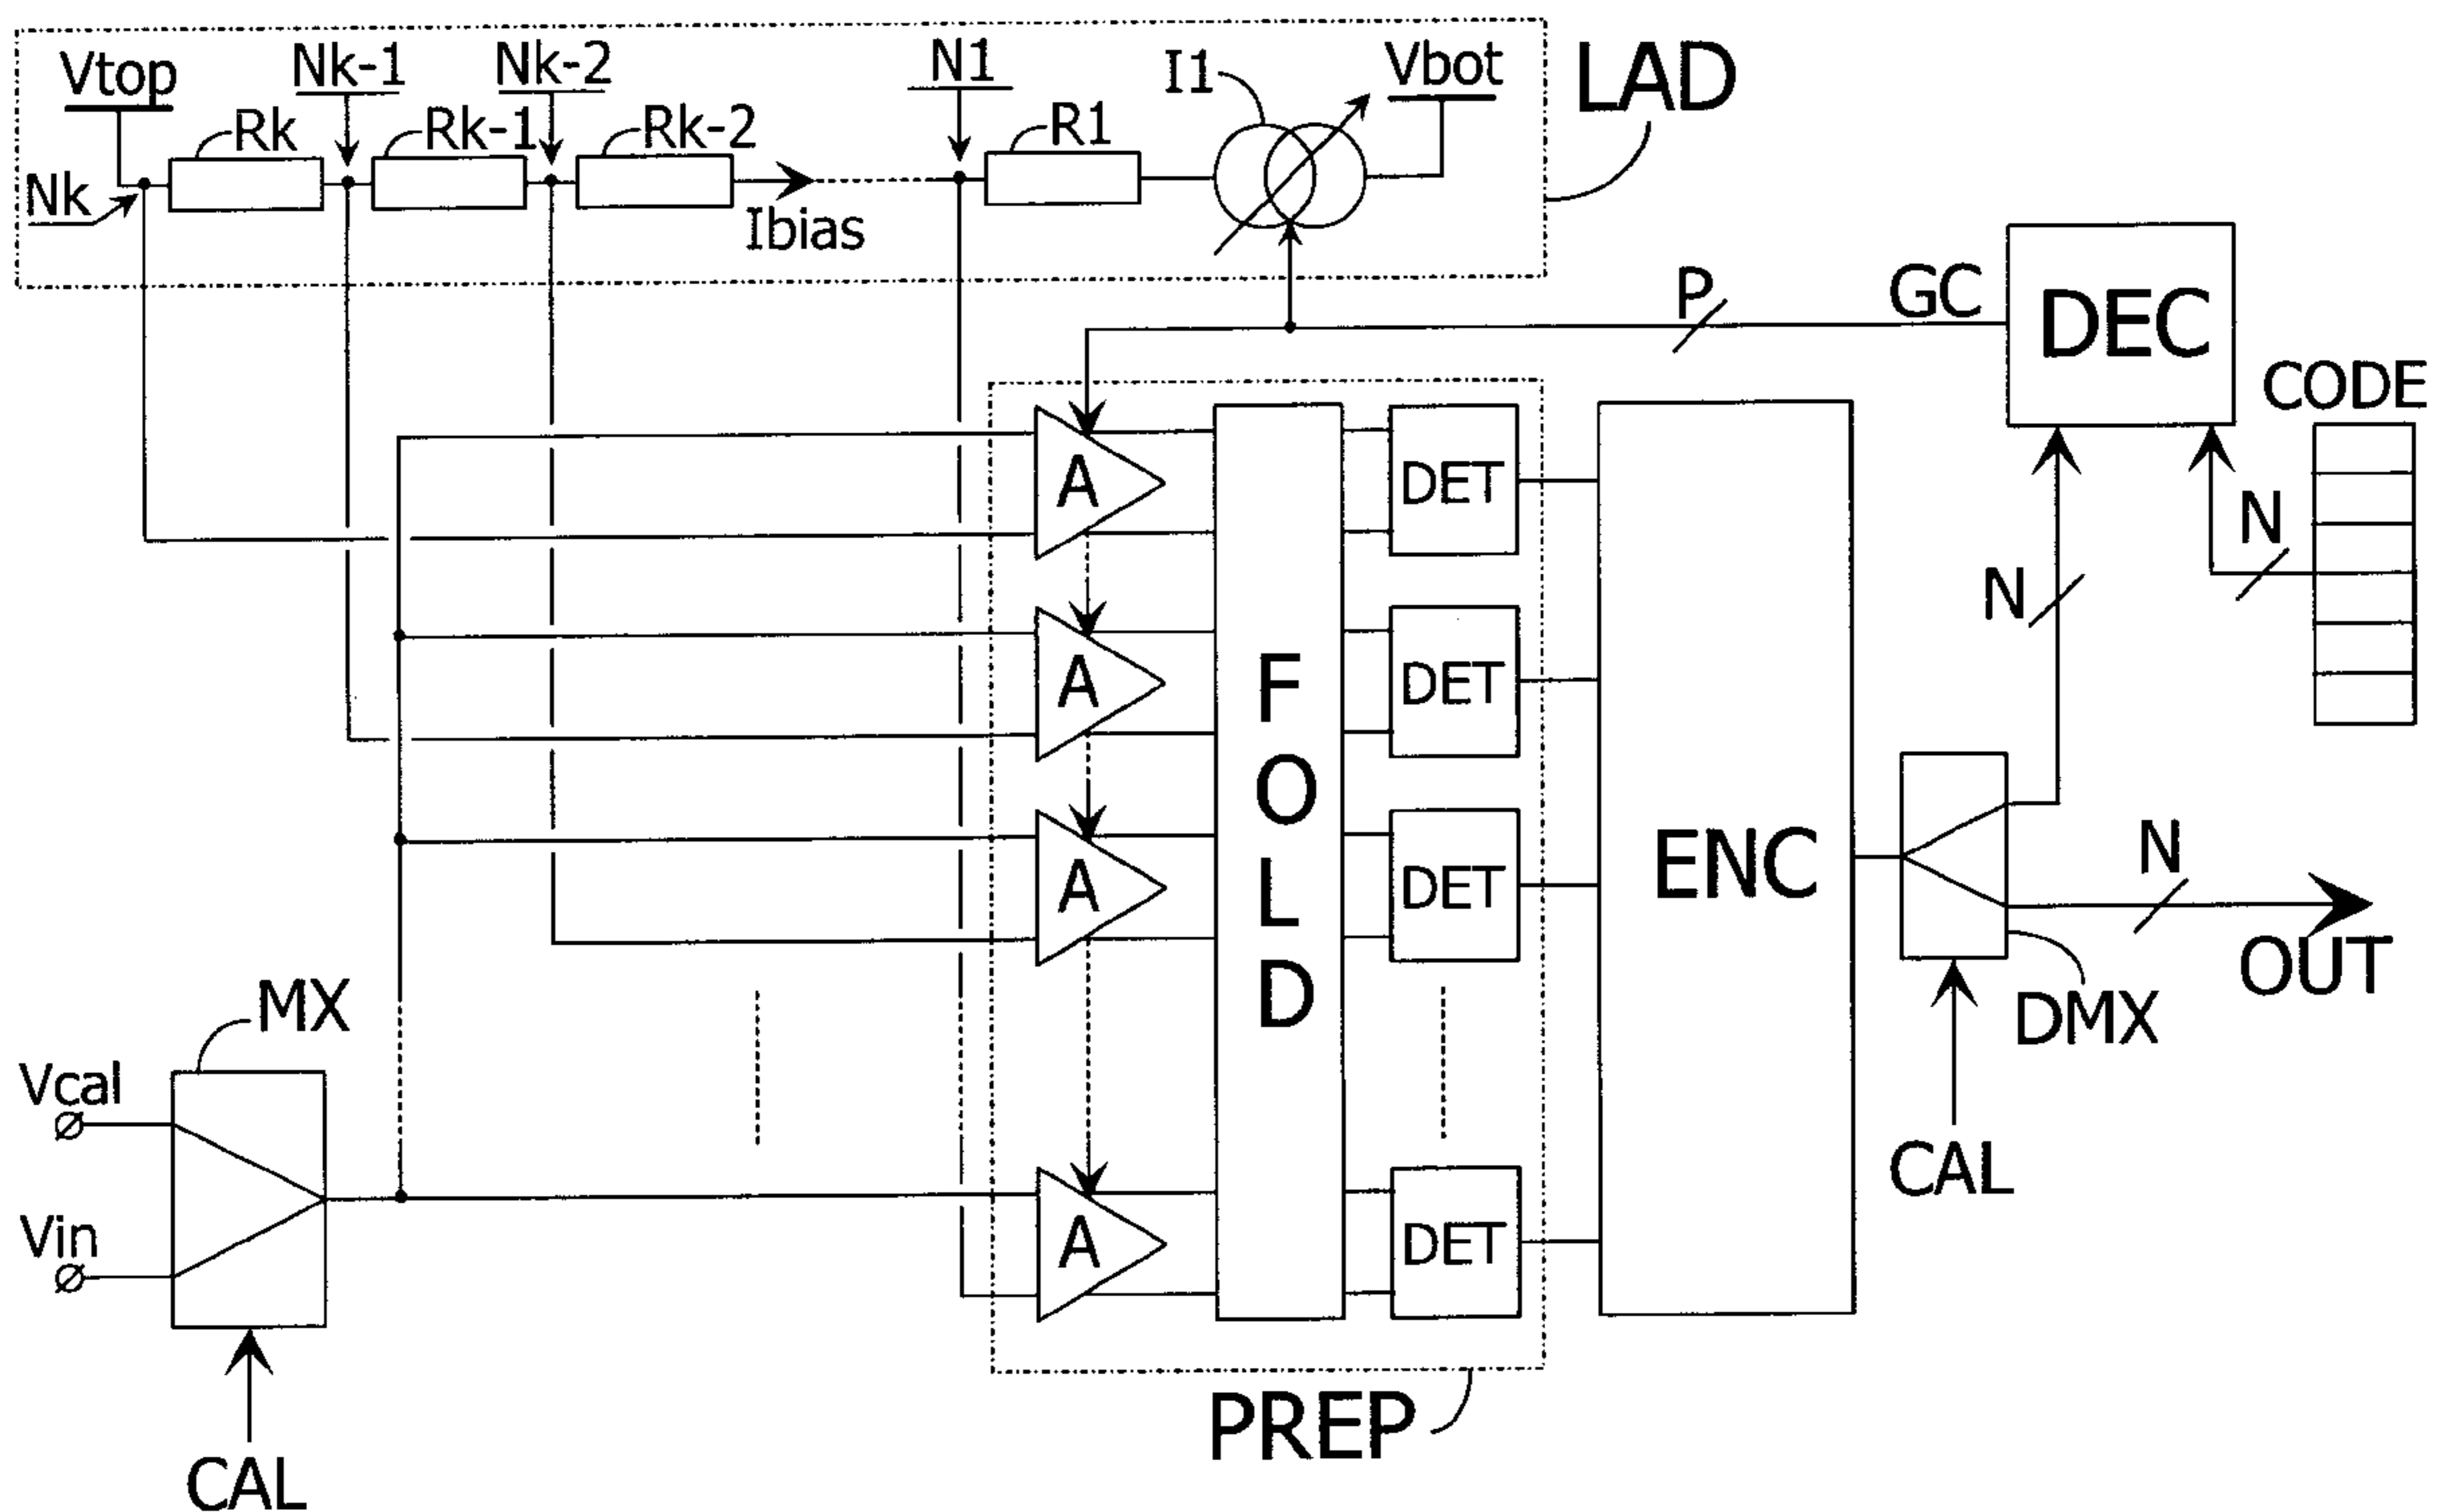 Vtop
Nk-1
Nk-2
N1
I1
Vbot
LAD
Rk
Rk-1
Rk-2
R1
Nk
Ibias
P
GC
DEC
CODE
A
DET
N
N
A
DET
FOLD
A
DET
ENC
N
OUT
DMX
MX
Vcal
Vin
A
DET
CAL
PREP
CAL